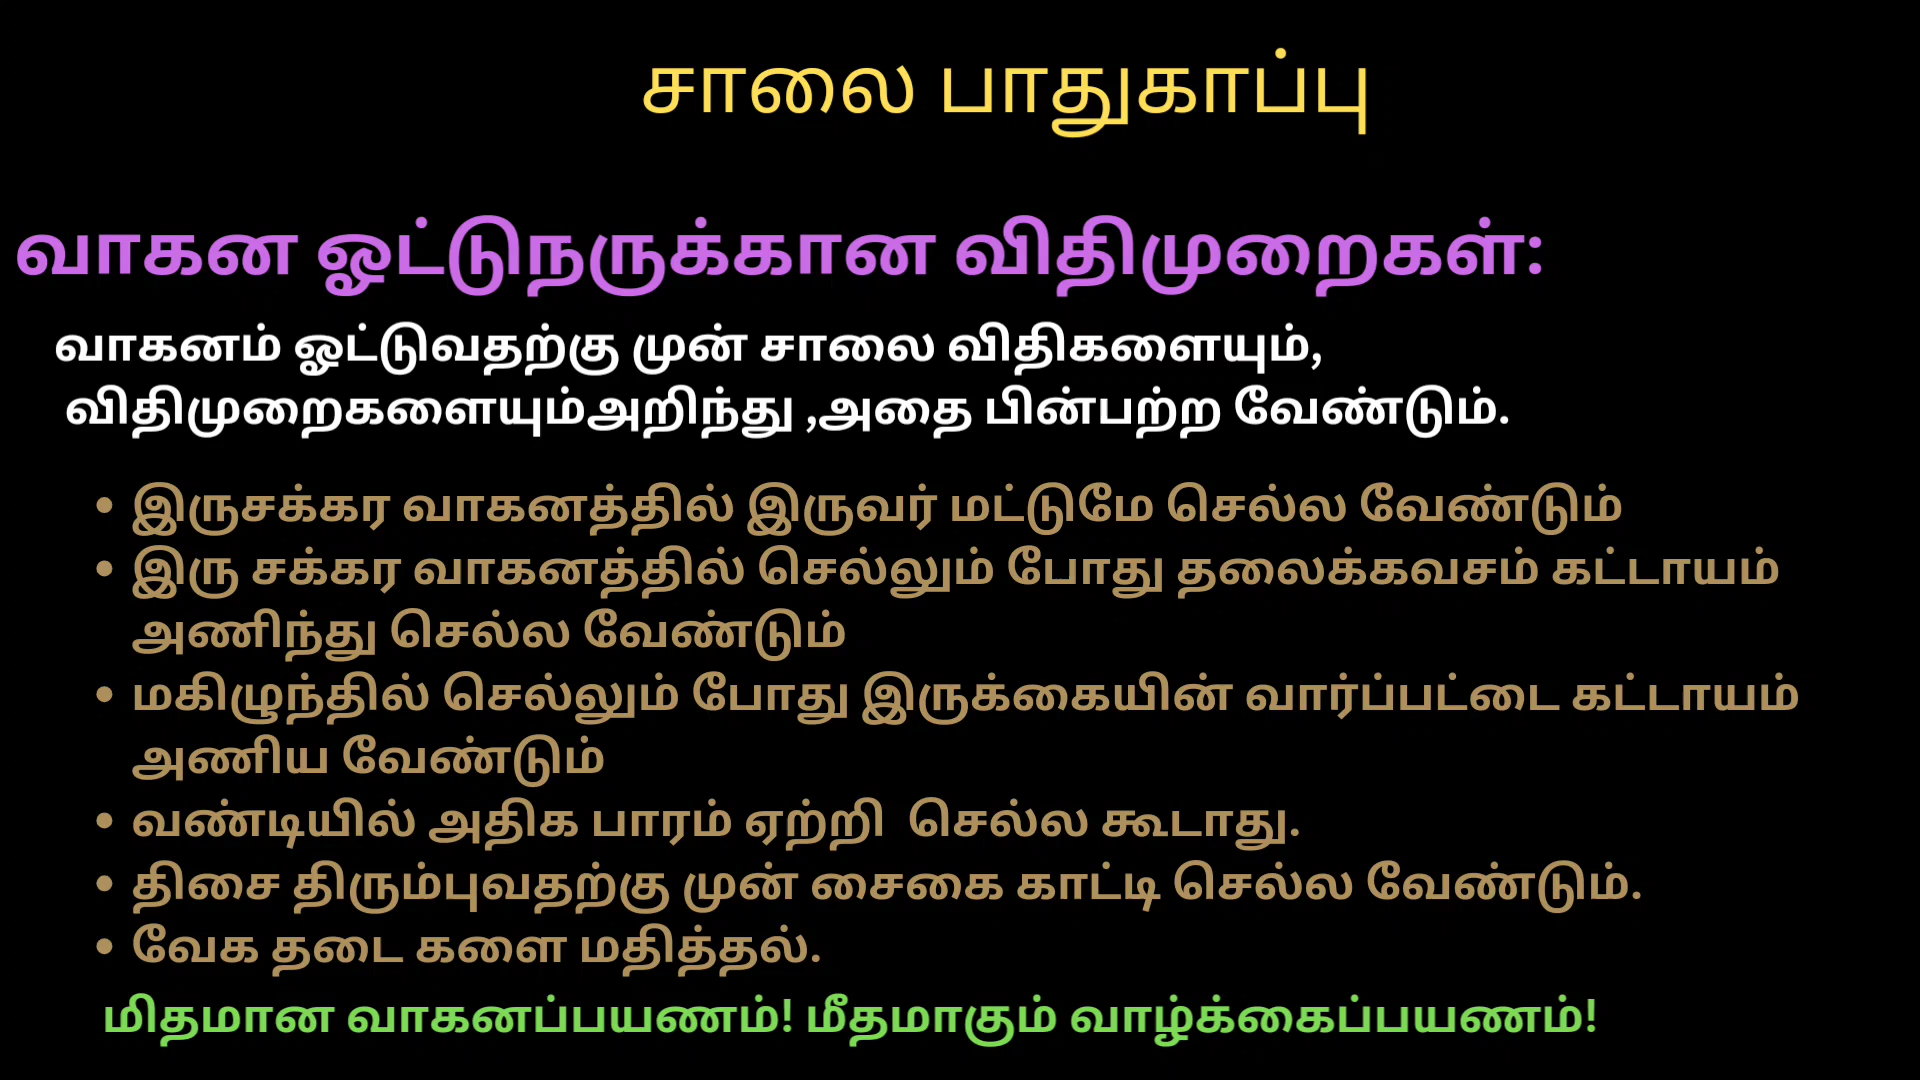 சாலை பாதுகாப்பு
வாகன ஓட்டுநருக்கான விதிமுறைகள்:
வாகனம் ஓட்டுவதற்கு முன் சாலை விதிகளையும்,
விதிமுறைகளையும்அறிந்து ,அதை பின்பற்ற வேண்டும்.
• இருசக்கர வாகனத்தில் இருவர் மட்டுமே செல்ல வேண்டும்
• இரு சக்கர வாகனத்தில் செல்லும் போது தலைக்கவசம் கட்டாயம்
அணிந்து செல்ல வேண்டும்
• மகிழுந்தில் செல்லும் போது இருக்கையின் வார்ப்பட்டை கட்டாயம்
அணிய வேண்டும்
• வண்டியில் அதிக பாரம் ஏற்றி  செல்ல கூடாது.
• திசை திரும்புவதற்கு முன் சைகை காட்டி செல்ல வேண்டும்.
• வேக தடை களை மதித்தல்.
மிதமான வாகனப்பயணம்! மீதமாகும் வாழ்க்கைப்பயணம்!